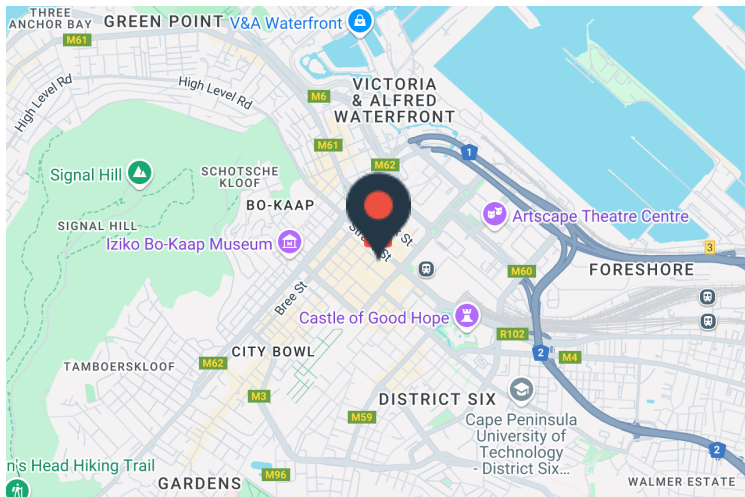 THREE
ANCHOR BAY
GREEN POINT
V&A Waterfront
M61
High Level Rd
High Level Rd
M6
VICTORIA
& ALFRED
WATERFRONT
M61
M62
1
Signal Hill
SCHOTSCHE
KLOOF
BO-KAAP
SIGNAL HILL
Iziko Bo-Kaap Museum
St
St
Artscape Theatre Centre
3
M60
FORESHORE
Bree St
Castle of Good Hope
R102
2
M4
CITY BOWL
M62
TAMBOERSKLOOF
M3
M59
DISTRICT SIX
Cape Peninsula
University of
Technology
- District Six...
2
n's Head Hiking Trail
M96
GARDENS
WALMER ESTATE